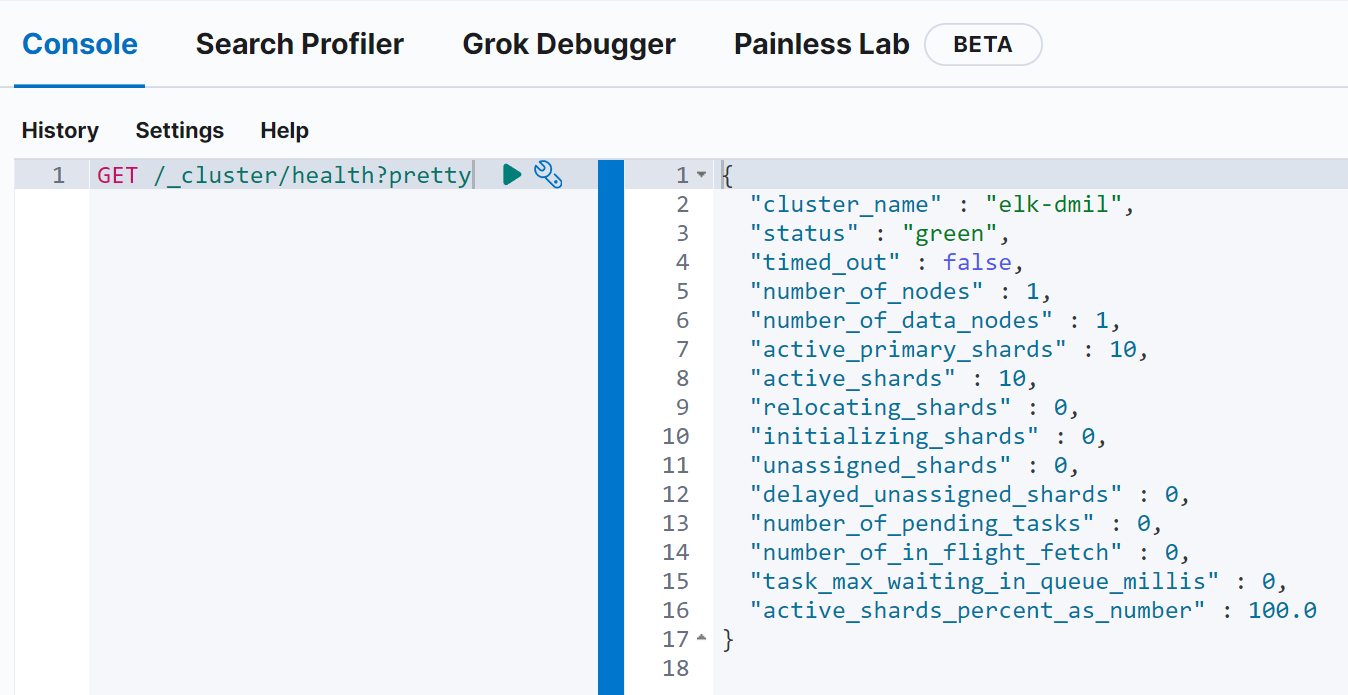 Console Search Profiler Grok Debugger Painless Lab BETA
History Settings Help
1 GET /_cluster/health?pretty
1 {
2 "cluster_name" : "elk-dmil",
3 "status" : "green",
4 "timed_out" : false,
5 "number_of_nodes" : 1,
6 "number_of_data_nodes" : 1,
7 "active_primary_shards" : 10,
8 "active_shards" : 10,
9 "relocating_shards" : 0,
10 "initializing_shards" : 0,
11 "unassigned_shards" : 0,
12 "delayed_unassigned_shards" : 0,
13 "number_of_pending_tasks" : 0,
14 "number_of_in_flight_fetch" : 0,
15 "task_max_waiting_in_queue_millis" : 0,
16 "active_shards_percent_as_number" : 100.0
17 }
18